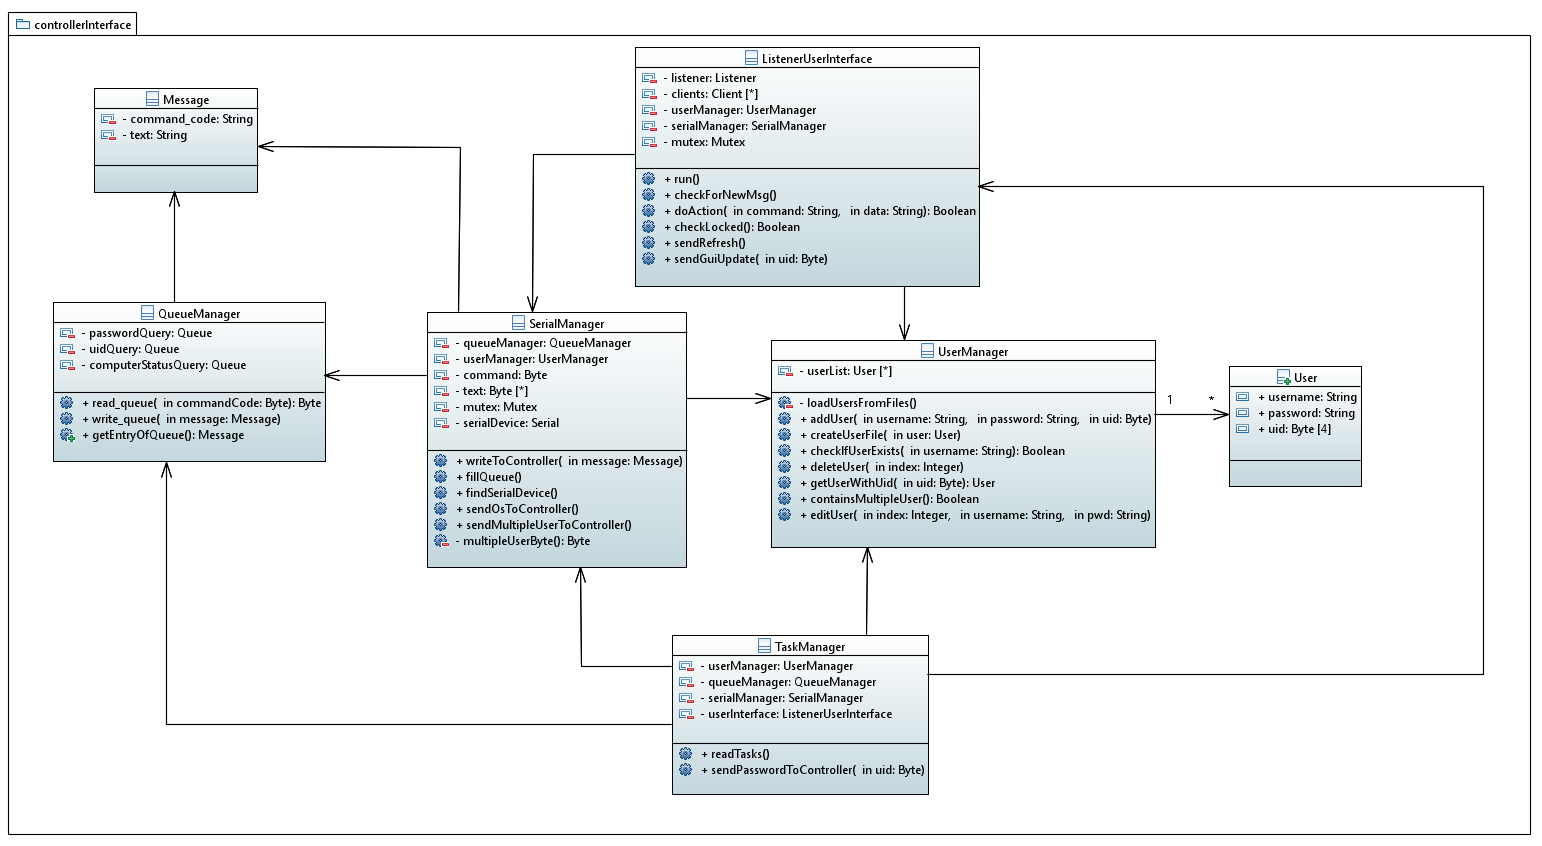 controllerInterface
Message
- command_code: String
- text: String
ListenerUserInterface
- listener: Listener
- clients: Client [*]
- userManager: UserManager
- serialManager: SerialManager
- mutex: Mutex
+ run()
+ checkForNewMsg()
+ doAction(  in command: String,   in data: String): Boolean
+ checkLocked(): Boolean
+ sendRefresh()
+ sendGuiUpdate(  in uid: Byte)
QueueManager
- passwordQuery: Queue
- uidQuery: Queue
- computerStatusQuery: Queue
+ read_queue(  in commandCode: Byte): Byte
+ write_queue(  in message: Message)
+ getEntryOfQueue(): Message
SerialManager
- queueManager: QueueManager
- userManager: UserManager
- command: Byte
- text: Byte [*]
- mutex: Mutex
- serialDevice: Serial
+ writeToController(  in message: Message)
+ fillQueue()
+ findSerialDevice()
+ sendOsToController()
+ sendMultipleUserToController()
- multipleUserByte(): Byte
UserManager
- userList: User [*]
- loadUsersFromFiles()
+ addUser(  in username: String,   in password: String,   in uid: Byte)
+ createUserFile(  in user: User)
+ checkIfUserExists(  in username: String): Boolean
+ deleteUser(  in index: Integer)
+ getUserWithUid(  in uid: Byte): User
+ containsMultipleUser(): Boolean
+ editUser(  in index: Integer,   in username: String,   in pwd: String)
1
*
User
+ username: String
+ password: String
+ uid: Byte [4]
TaskManager
- userManager: UserManager
- queueManager: QueueManager
- serialManager: SerialManager
- userInterface: ListenerUserInterface
+ readTasks()
+ sendPasswordToController(  in uid: Byte)